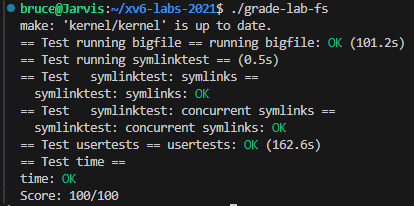 bruce@Jarvis:~/xv6-labs-2021$ ./grade-lab-fs
make: 'kernel/kernel' is up to date.
== Test running bigfile == running bigfile: OK (101.2s)
== Test running symlinktest == (0.5s)
== Test   symlinktest: symlinks ==
  symlinktest: symlinks: OK
== Test   symlinktest: concurrent symlinks ==
  symlinktest: concurrent symlinks: OK
== Test usertests == usertests: OK (162.6s)
== Test time ==
time: OK
Score: 100/100